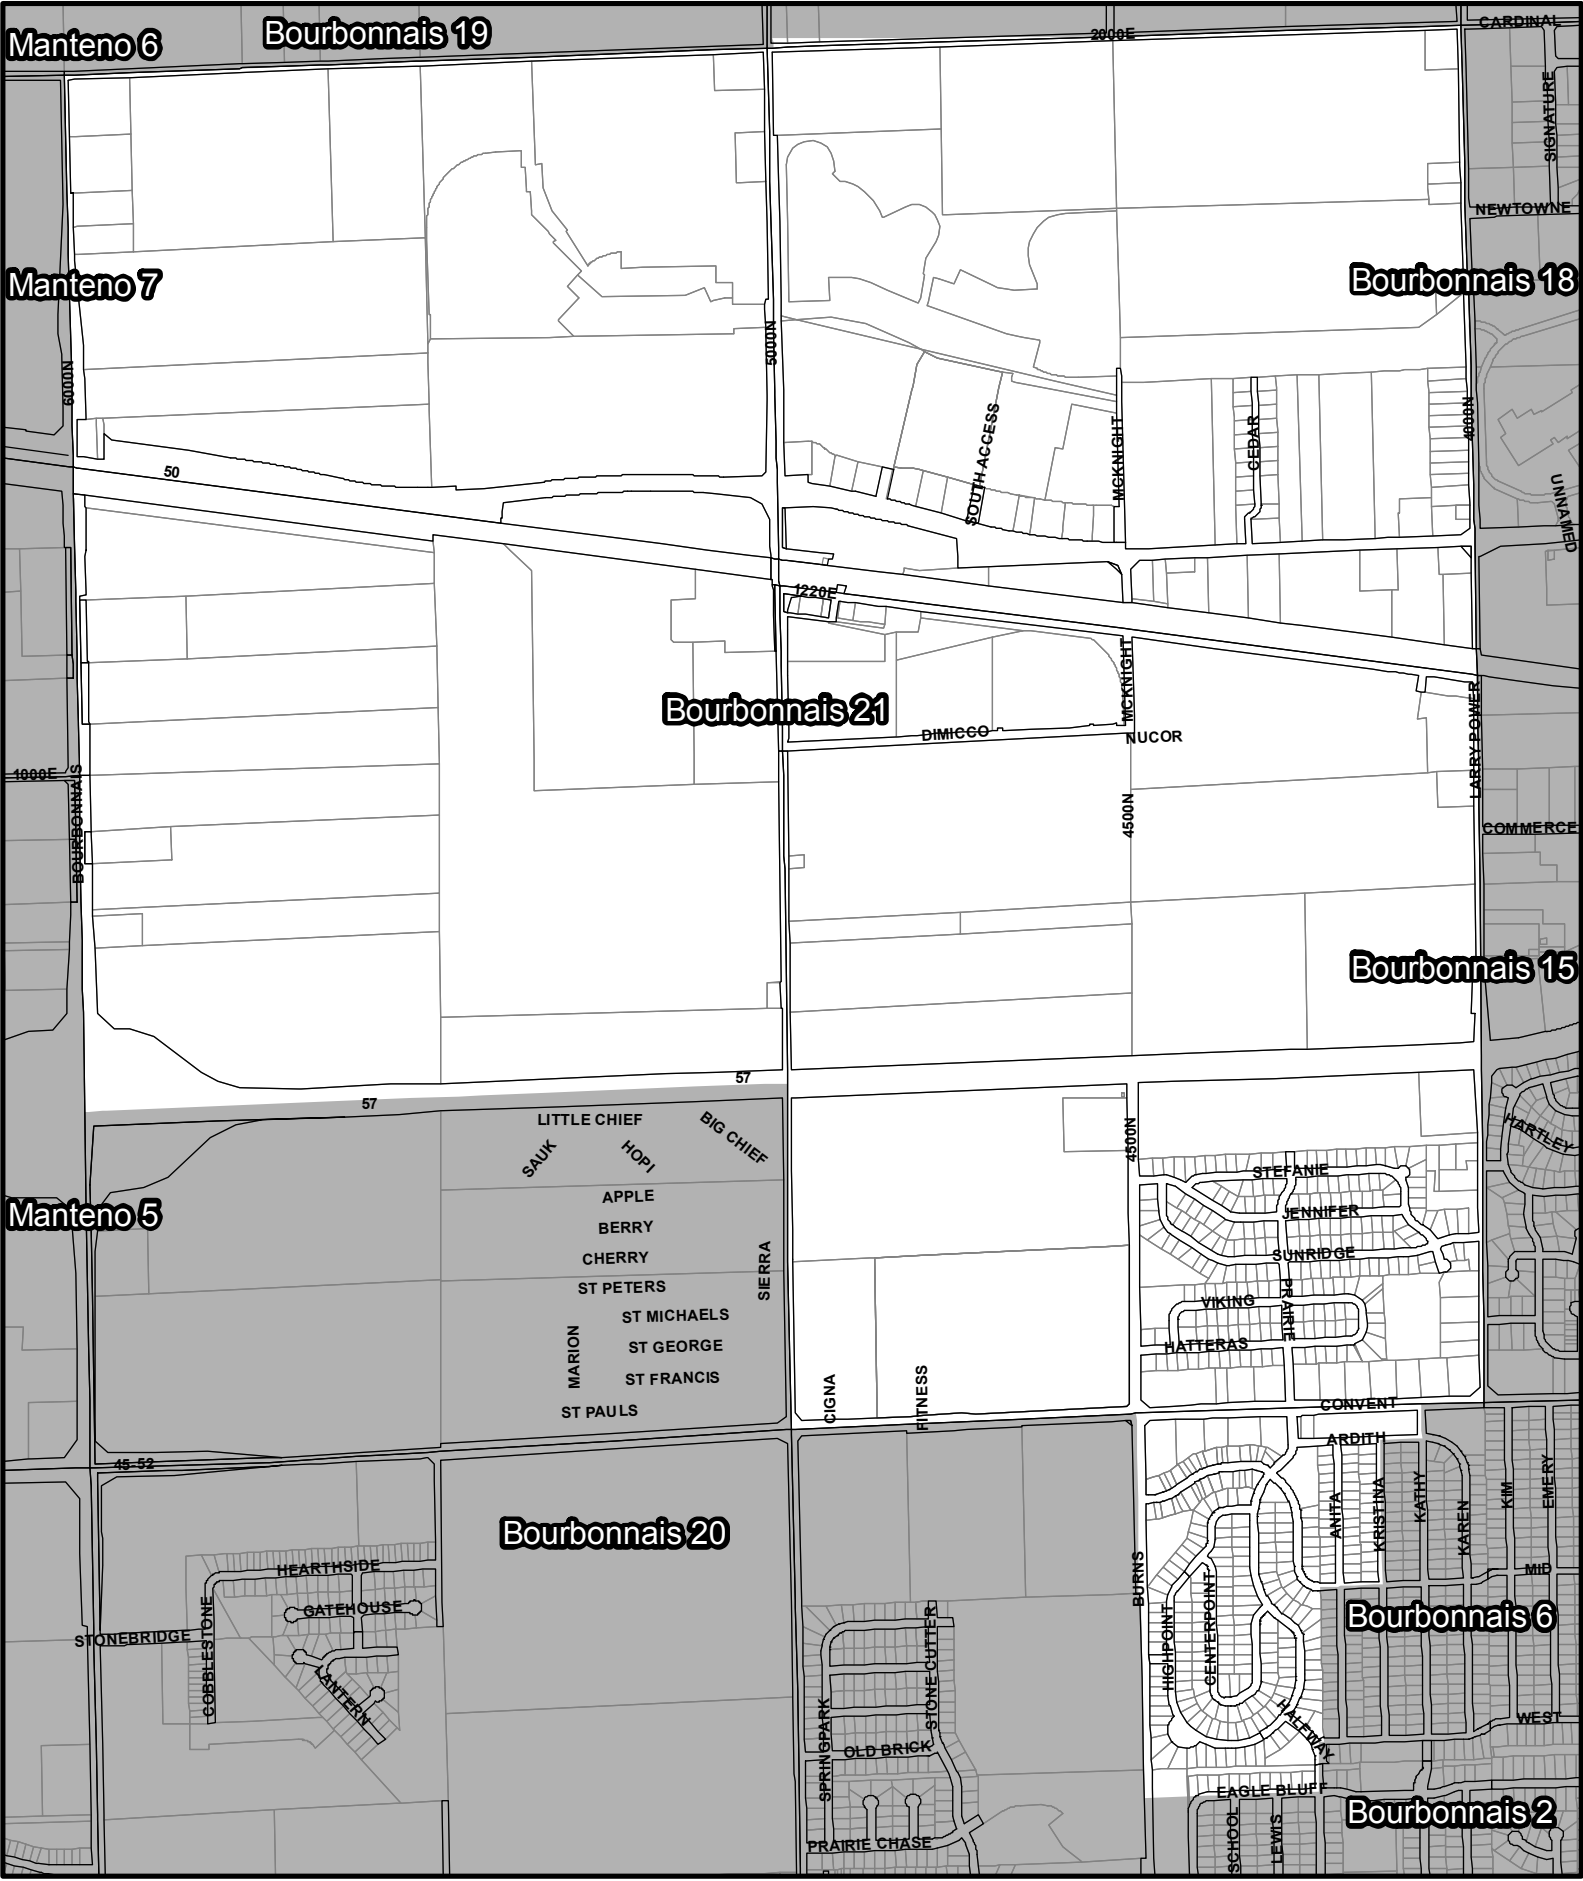 CARDINAL
Bourbonnais 19
2000E
Manteno 6
SIGNATURE
NEWTOWNE
Manteno 7
Bourbonnais 18
5000N
6000N
4000N
SOUTH ACCESS
MCKNIGHT
CEDAR
50
UNNAMED
1220E
MCKNIGHT
Bourbonnais 21
DIMICCO
NUCOR
LARRY POWER
1000E
BOURBONNAIS
4500N
COMMERCE
Bourbonnais 15
57
57
LITTLE CHIEF
BIG CHIEF
SAUK
HOPI
4500N
HARTLEY
STEFANIE
APPLE
Manteno 5
JENNIFER
BERRY
CHERRY
SUNRIDGE
SIERRA
ST PETERS
VIKING
PRAIRIE
ST MICHAELS
MARION
ST GEORGE
HATTERAS
ST FRANCIS
CIGNA
FITNESS
CONVENT
ST PAULS
ARDITH
45-52
ANITA
KRISTINA
KATHY
KAREN
KIM
EMERY
Bourbonnais 20
HEARTHSIDE
BURNS
MID
GATEHOUSE
Bourbonnais 6
STONEBRIDGE
COBBLESTONE
HIGHPOINT
CENTERPOINT
STONE CUTTER
LANTERN
HALFWAY
WEST
SPRINGPARK
OLD BRICK
EAGLE BLUFF
Bourbonnais 2
PRAIRIE CHASE
SCHOOL
LEWIS